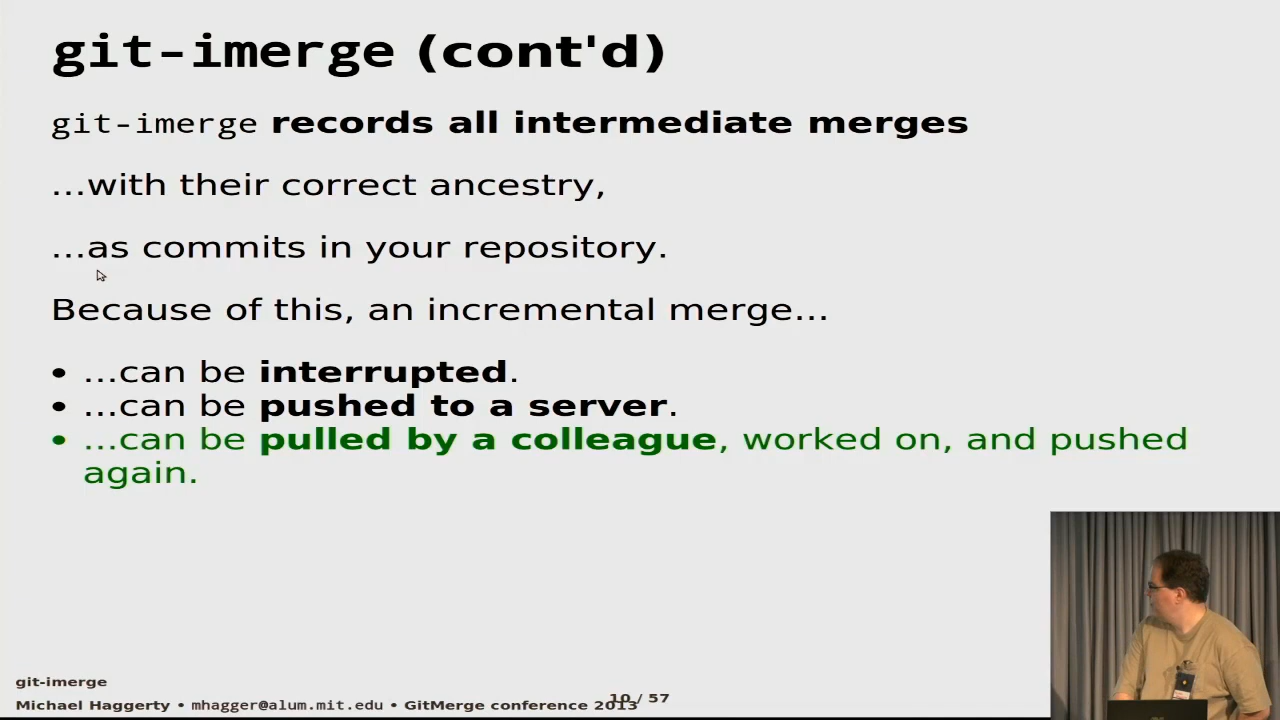 git-imerge (cont'd)
git-imerge records all intermediate merges
...with their correct ancestry,
...as commits in your repository.
Because of this, an incremental merge...
• ...can be interrupted.
• ...can be pushed to a server.
• ...can be pulled by a colleague, worked on, and pushed
again.
git-imerge
Michael Haggerty • mhagger@alum.mit.edu • GitMerge conference 2013
10 / 57